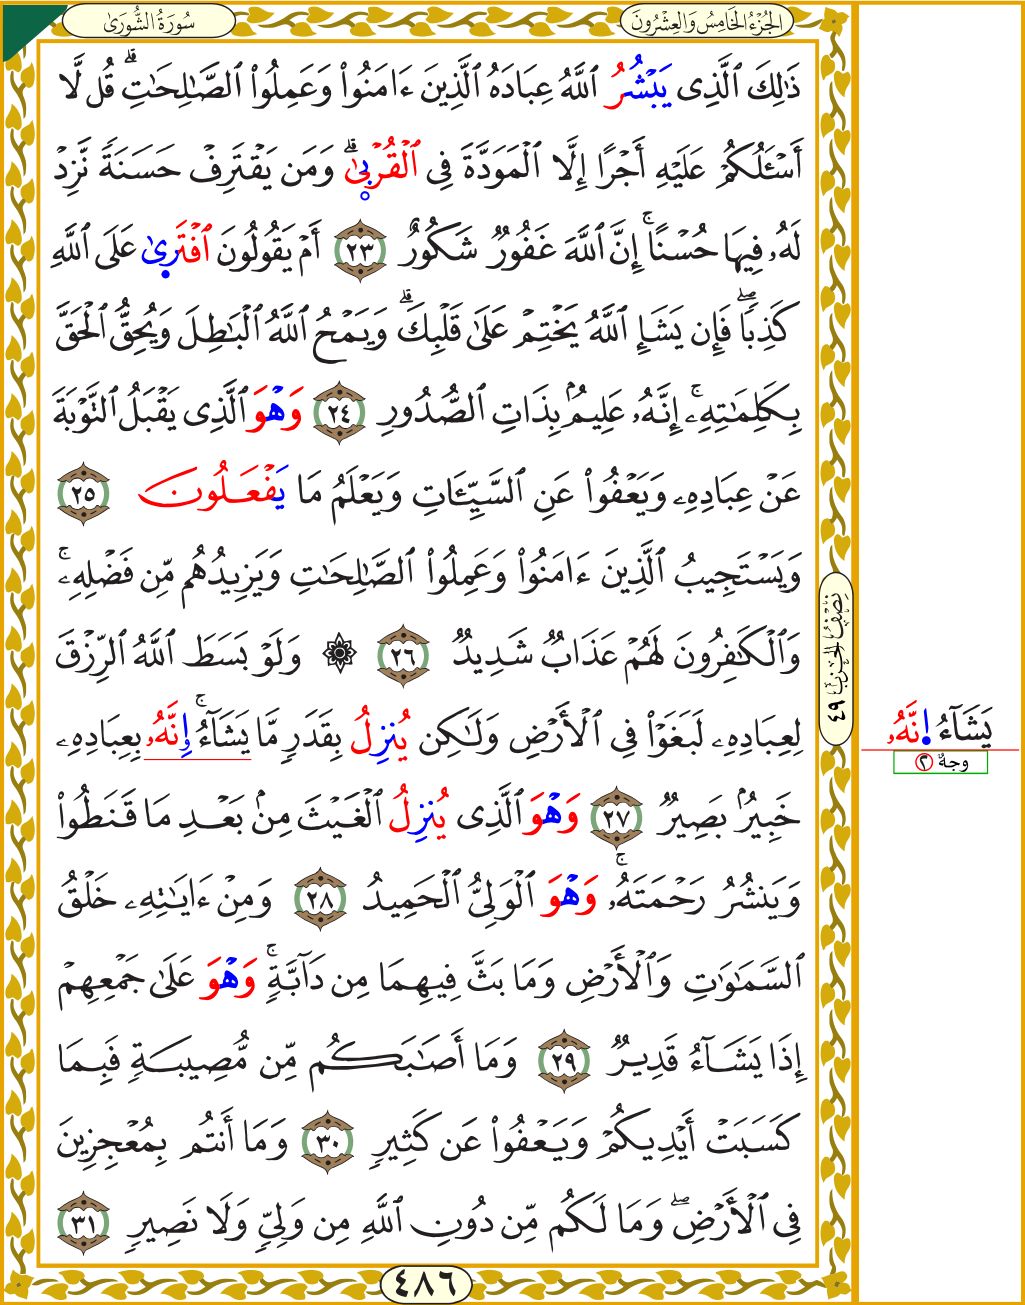 الجُزْءُ الخَامِسُ وَالعِشْرُونَ
سُورَةُ الشُّورَىٰ
ذَٰلِكَ ٱلَّذِى يَبْشُرُ ٱللَّهُ عِبَادَهُ ٱلَّذِينَ ءَامَنُوا۟ وَعَمِلُوا۟ ٱلصَّـٰلِحَـٰتِۗ قُل لَّا
أَسْـَٔلُكُمْ عَلَيْهِ أَجْرًا إِلَّا ٱلْمَوَدَّةَ فِى ٱلْقُرْبٜىٰۗ وَمَن يَقْتَرِفْ حَسَنَةً نَّزِدْ
لَهُۥ فِيهَا حُسْنًاۚ إِنَّ ٱللَّهَ غَفُورٌ شَكُورٌ ٢٣ أَمْ يَقُولُونَ ٱفْتَرٜىٰ عَلَى ٱللَّهِ
كَذِبًاۖ فَإِن يَشَإِ ٱللَّهُ يَخْتِمْ عَلَىٰ قَلْبِكَۗ وَيَمْحُ ٱللَّهُ ٱلْبَـٰطِلَ وَيُحِقُّ ٱلْحَقَّ
بِكَلِمَـٰتِهِۦٓۚ إِنَّهُۥ عَلِيمُۢ بِذَاتِ ٱلصُّدُورِ ٢٤ وَهْوَ ٱلَّذِى يَقْبَلُ ٱلتَّوْبَةَ
عَنْ عِبَادِهِۦ وَيَعْفُوا۟ عَنِ ٱلسَّيِّـَٔاتِ وَيَعْلَمُ مَا يَفْعَلُونَ ٢٥
وَيَسْتَجِيبُ ٱلَّذِينَ ءَامَنُوا۟ وَعَمِلُوا۟ ٱلصَّـٰلِحَـٰتِ وَيَزِيدُهُم مِّن فَضْلِهِۦۚ
وَٱلْكَـٰفِرُونَ لَهُمْ عَذَابٌ شَدِيدٌ ٢٦ ۞ وَلَوْ بَسَطَ ٱللَّهُ ٱلرِّزْقَ
لِعِبَادِهِۦ لَبَغَوْا۟ فِى ٱلْأَرْضِ وَلَـٰكِن يُنزِلُ بِقَدَرٍ مَّا يَشَآءُۚ إِنَّهُۥ بِعِبَادِهِۦ
خَبِيرُۢ بَصِيرٌ ٢٧ وَهْوَ ٱلَّذِى يُنزِلُ ٱلْغَيْثَ مِنۢ بَعْدِ مَا قَنَطُوا۟
وَيَنشُرُ رَحْمَتَهُۥۚ وَهْوَ ٱلْوَلِىُّ ٱلْحَمِيدُ ٢٨ وَمِنْ ءَايَـٰتِهِۦ خَلْقُ
ٱلسَّمَـٰوَٰتِ وَٱلْأَرْضِ وَمَا بَثَّ فِيهِمَا مِن دَآبَّةٍۚ وَهْوَ عَلَىٰ جَمْعِهِمْ
إِذَا يَشَآءُ قَدِيرٌ ٢٩ وَمَا أَصَـٰبَكُم مِّن مُّصِيبَةٍ فَبِمَا
كَسَبَتْ أَيْدِيكُمْ وَيَعْفُوا۟ عَن كَثِيرٍ ٣٠ وَمَا أَنتُم بِمُعْجِزِينَ
فِى ٱلْأَرْضِۖ وَمَا لَكُم مِّن دُونِ ٱللَّهِ مِن وَلِىٍّ وَلَا نَصِيرٍ ٣١
نِصْفُ الحِزْبِ ٤٩
يَشَآءُ إِنَّهُۥ
وجهٌ ٢
٤٨٦